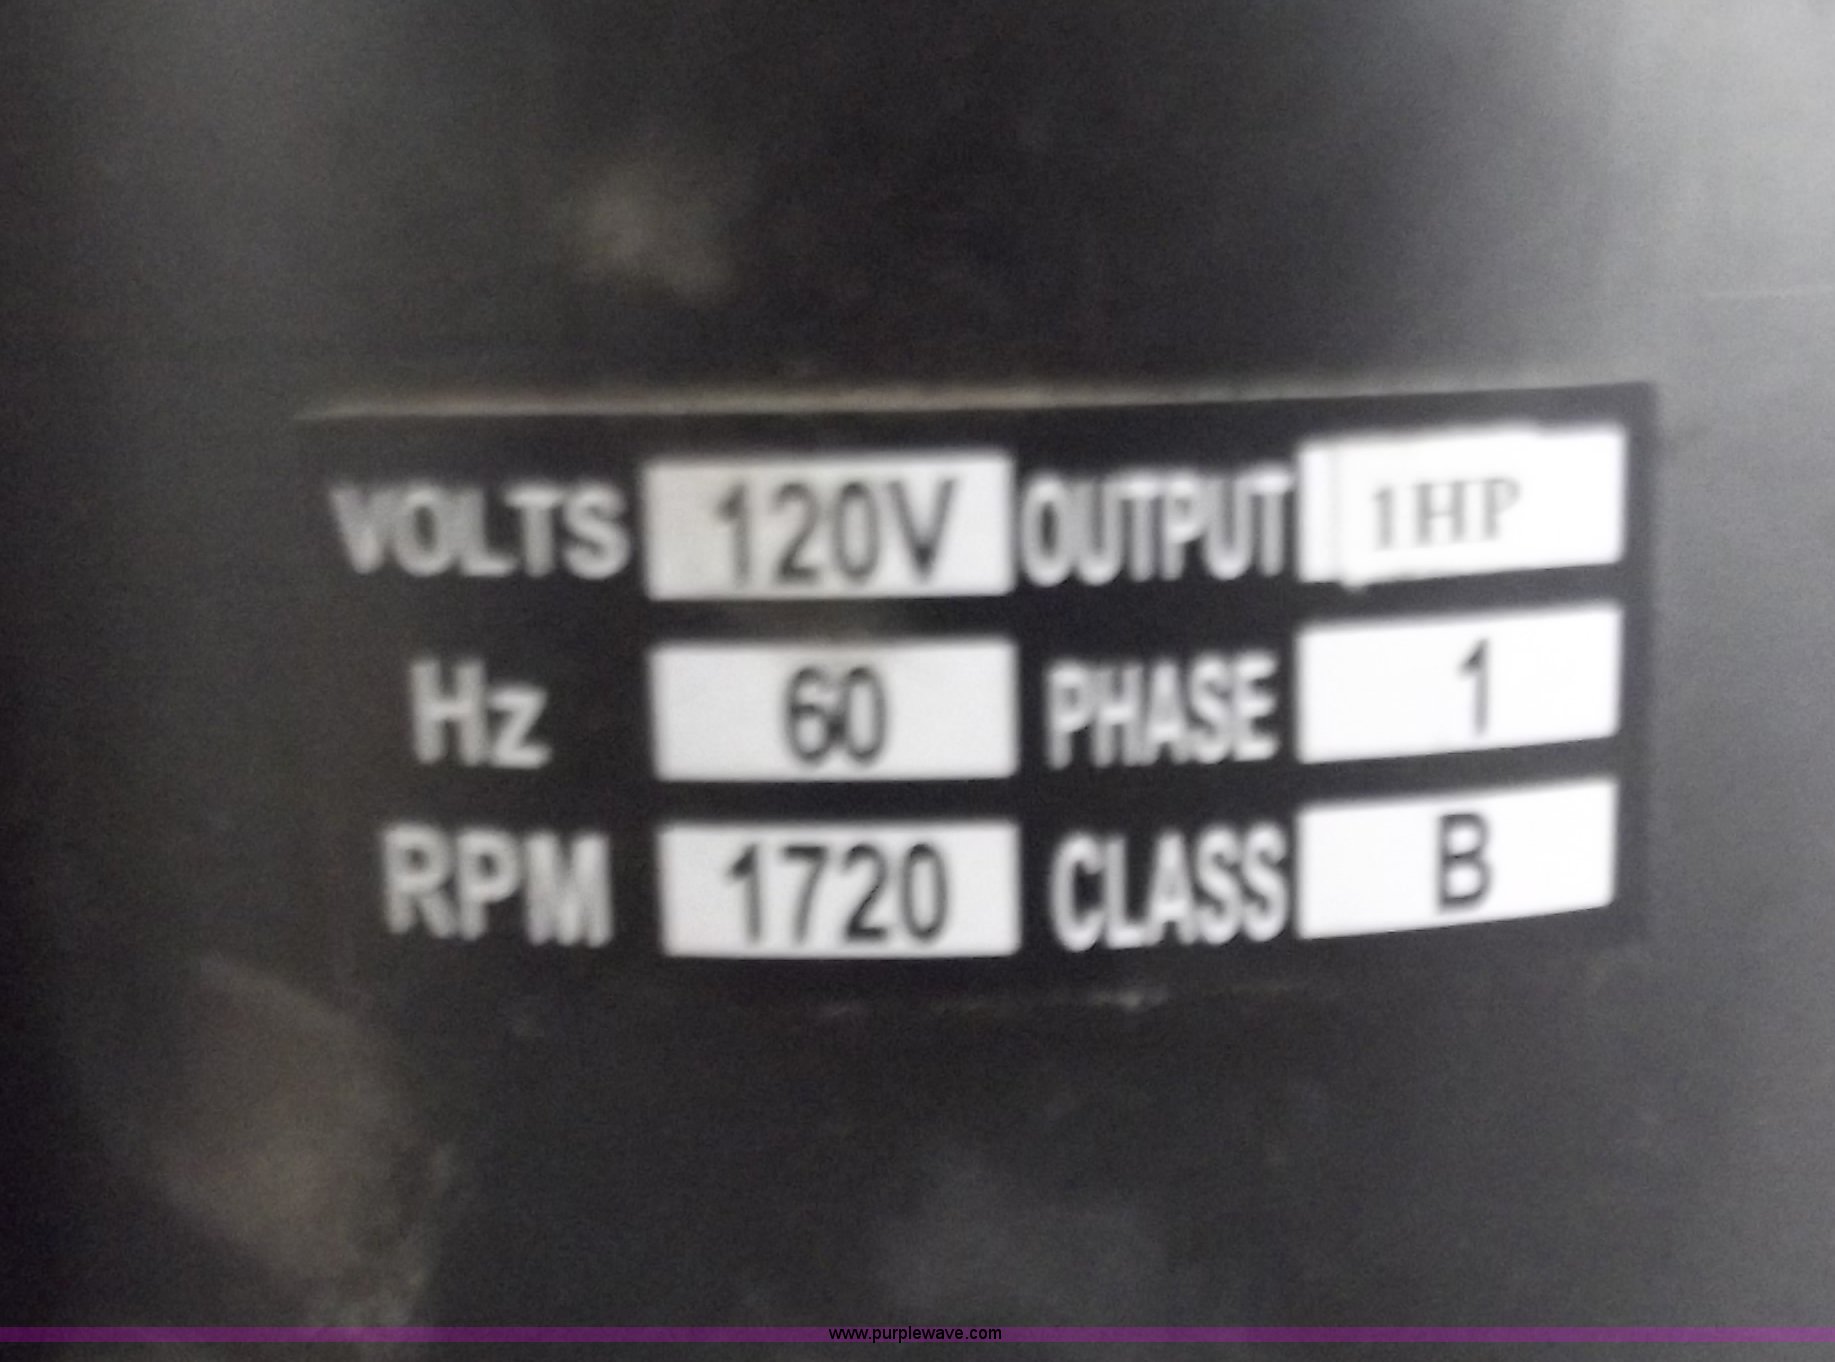 VOLTS 120V OUTPUT 1HP
Hz 60 PHASE 1
RPM 1720 CLASS B
www.purplewave.com